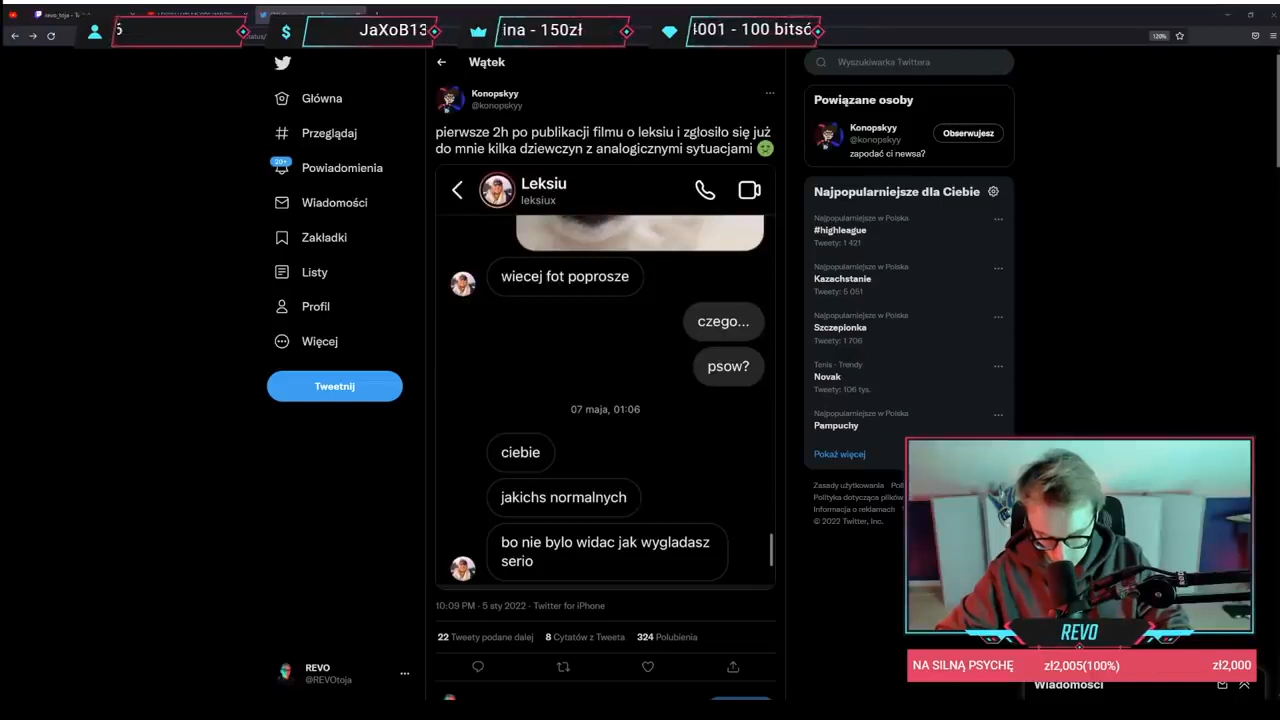 JaXoB13
ina - 150zł
4001 - 100 bitsó
120%
Główna
Przeglądaj
20+
Powiadomienia
Wiadomości
Zakładki
Listy
Profil
Więcej
Tweetnij
REVO
@REVOtoja
Wątek
Konopskyy
@konopskyy
pierwsze 2h po publikacji filmu o leksiu i zglosilo się już
do mnie kilka dziewczyn z analogicznymi sytuacjami
Leksiu
leksiux
wiecej fot poprosze
czego...
psow?
07 maja, 01:06
ciebie
jakichs normalnych
bo nie bylo widac jak wygladasz
serio
10:09 PM · 5 sty 2022 · Twitter for iPhone
22 Tweety podane dalej 8 Cytatów z Tweeta 324 Polubienia
Wyszukiwarka Twittera
Powiązane osoby
Konopskyy
@konopskyy
Obserwujesz
zapodać ci newsa?
Najpopularniejsze dla Ciebie
Najpopularniejsze w Polska
#highleague
Tweety: 1 421
Najpopularniejsze w Polska
Kazachstanie
Tweety: 5 051
Najpopularniejsze w Polska
Szczepionka
Tweety: 1 706
Tenis · Trendy
Novak
Tweety: 106 tys.
Najpopularniejsze w Polska
Pampuchy
Pokaż więcej
Zasady użytkowania
Polityka dotycząca plików
Informacja o reklamach
© 2022 Twitter, Inc.
REVO
NA SILNĄ PSYCHĘ zł2,005(100%) zł2,000
Wiadomości